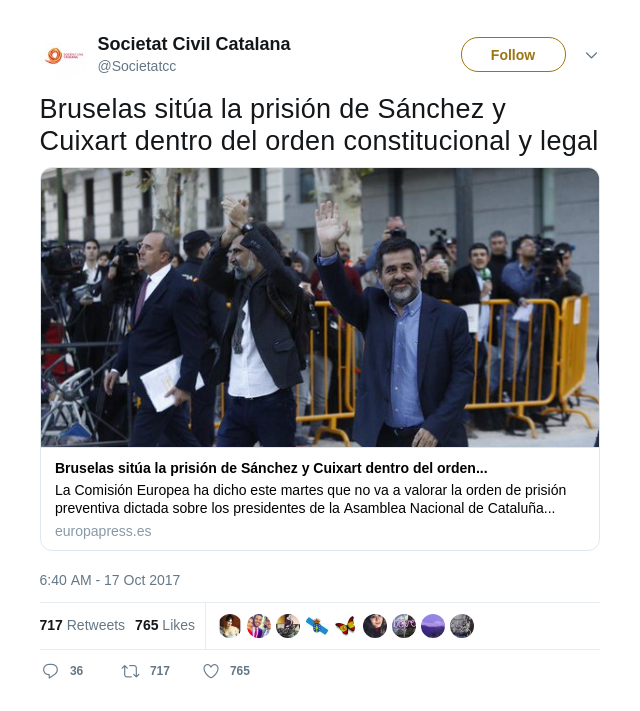 Societat Civil Catalana
@Societatcc
Follow
Bruselas sitúa la prisión de Sánchez y
Cuixart dentro del orden constitucional y legal
Bruselas sitúa la prisión de Sánchez y Cuixart dentro del orden...
La Comisión Europea ha dicho este martes que no va a valorar la orden de prisión
preventiva dictada sobre los presidentes de la Asamblea Nacional de Cataluña...
europapress.es
6:40 AM - 17 Oct 2017
717 Retweets 765 Likes
36 717 765